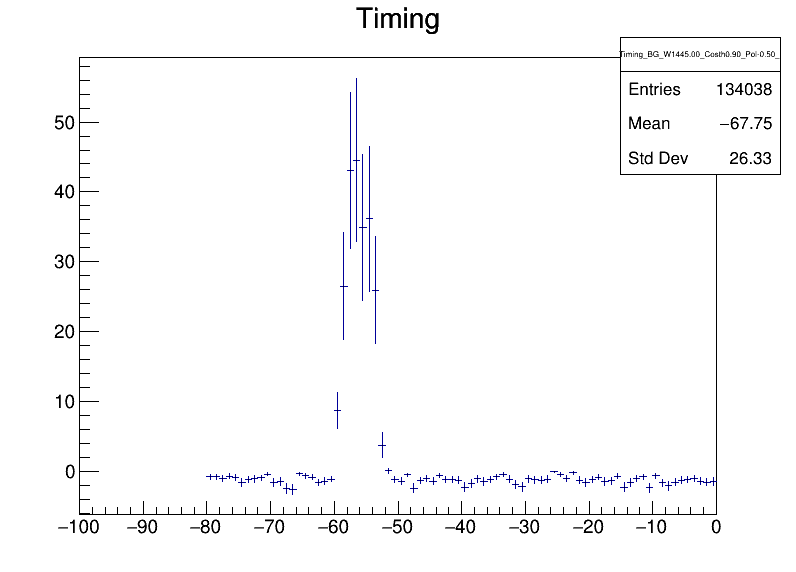 Timing
Timing_BG_W1445.00_Costh0.90_Pol-0.50_
Entries 134038
Mean −67.75
Std Dev 26.33
50
40
30
20
10
0
−100 −90 −80 −70 −60 −50 −40 −30 −20 −10 0